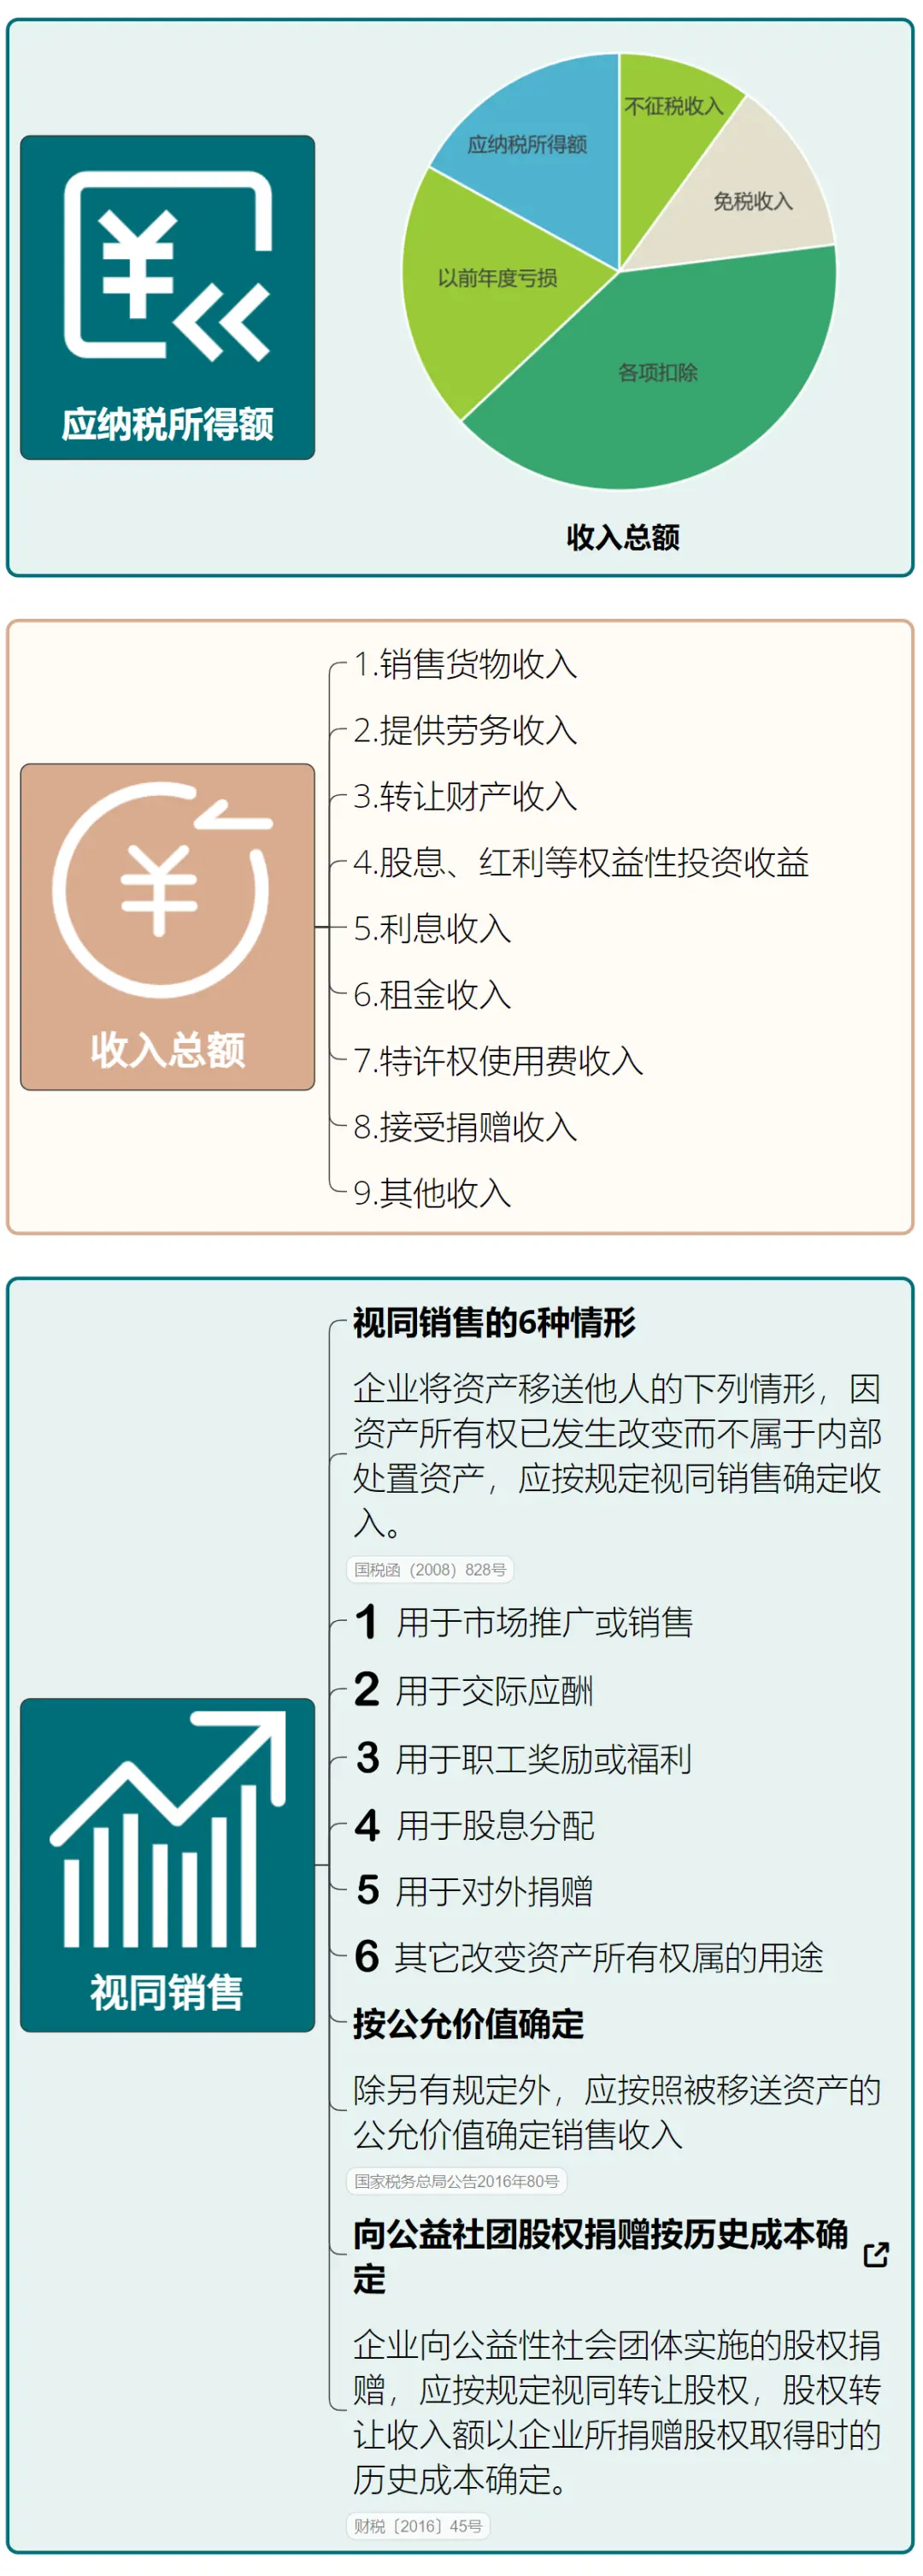 不征税收入
应纳税所得额
免税收入
以前年度亏损
各项扣除
应纳税所得额
收入总额
1.销售货物收入
2.提供劳务收入
3.转让财产收入
4.股息、红利等权益性投资收益
5.利息收入
6.租金收入
7.特许权使用费收入
8.接受捐赠收入
9.其他收入
收入总额
视同销售的6种情形
企业将资产移送他人的下列情形，因
资产所有权已发生改变而不属于内部
处置资产，应按规定视同销售确定收
入。
国税函（2008）828号
1 用于市场推广或销售
2 用于交际应酬
3 用于职工奖励或福利
4 用于股息分配
5 用于对外捐赠
6 其它改变资产所有权属的用途
视同销售
按公允价值确定
除另有规定外，应按照被移送资产的
公允价值确定销售收入
国家税务总局公告2016年80号
向公益社团股权捐赠按历史成本确
定
企业向公益性社会团体实施的股权捐
赠，应按规定视同转让股权，股权转
让收入额以企业所捐赠股权取得时的
历史成本确定。
财税〔2016〕45号